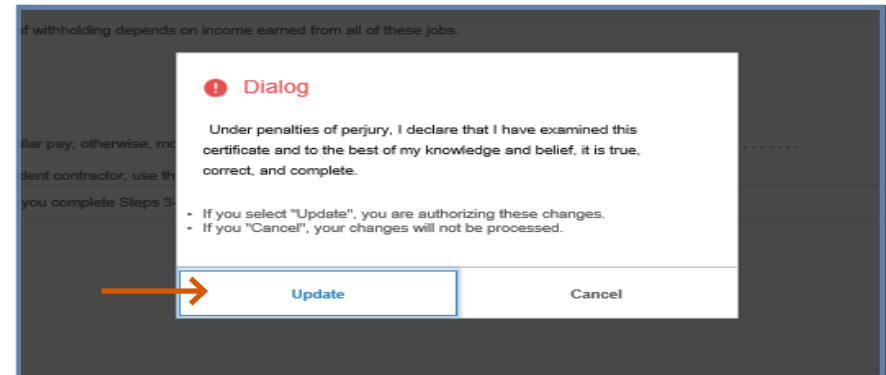 of withholding depends on income earned from all of these jobs.
Dialog
Under penalties of perjury, I declare that I have examined this
certificate and to the best of my knowledge and belief, it is true,
correct, and complete.
ilar pay; otherwise, mo
dent contractor, use th
you complete Steps 3-
- If you select "Update", you are authorizing these changes.
- If you "Cancel", your changes will not be processed.
Update
Cancel